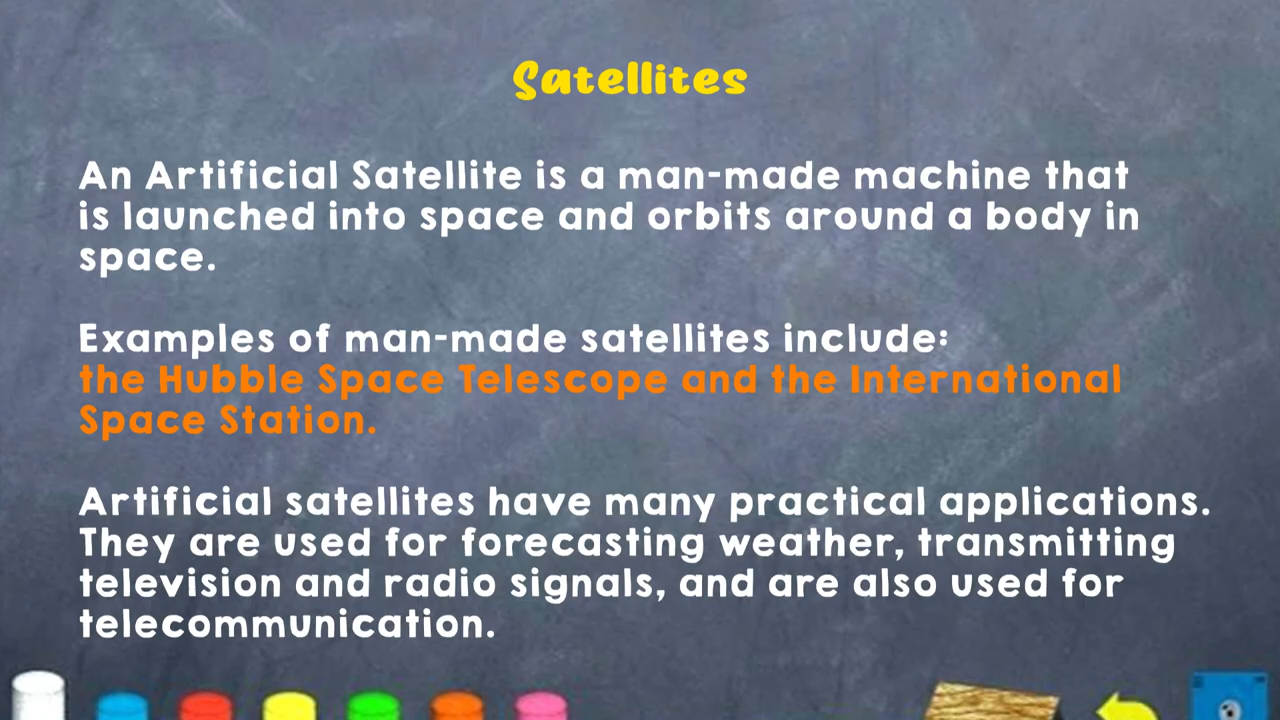 Satellites
An Artificial Satellite is a man-made machine that
is launched into space and orbits around a body in
space.
Examples of man-made satellites include:
the Hubble Space Telescope and the International
Space Station.
Artificial satellites have many practical applications.
They are used for forecasting weather, transmitting
television and radio signals, and are also used for
telecommunication.